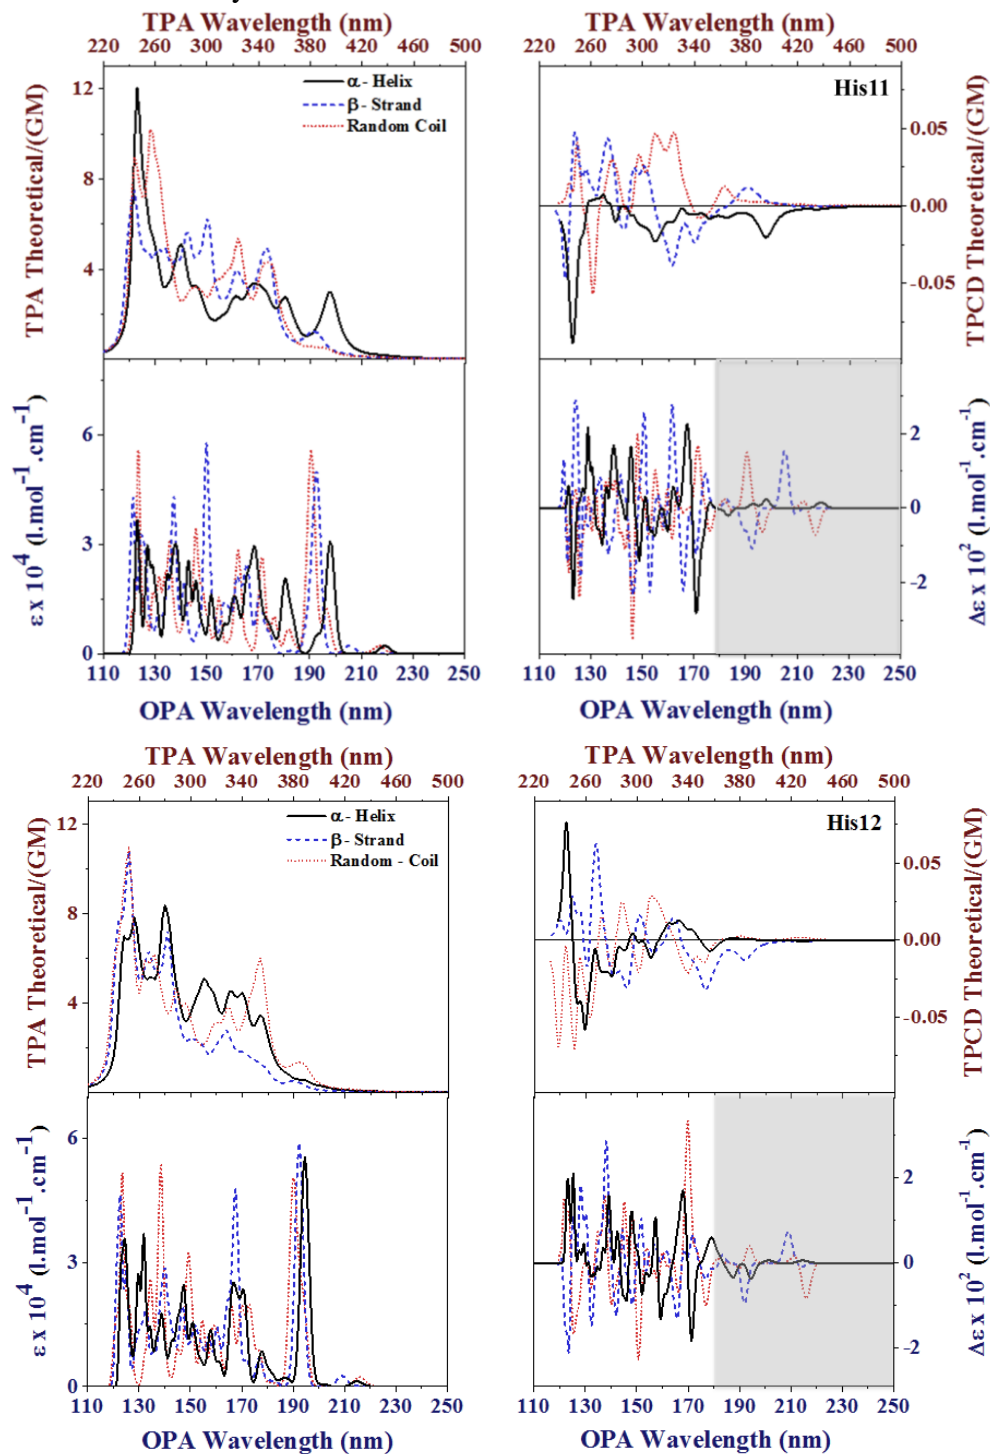 TPA Wavelength (nm)
220 260 300 340 380 420 460 500
TPA Wavelength (nm)
220 260 300 340 380 420 460 500
12
8
4
TPA Theoretical/(GM)
α - Helix
β - Strand
Random Coil
His11
0.05
0.00
-0.05
TPCD Theoretical/(GM)
6
3
0
ε x 10⁴ (l.mol⁻¹.cm⁻¹)
2
0
-2
Δε x 10² (l.mol⁻¹.cm⁻¹)
110 130 150 170 190 210 230 250
OPA Wavelength (nm)
110 130 150 170 190 210 230 250
OPA Wavelength (nm)
TPA Wavelength (nm)
220 260 300 340 380 420 460 500
TPA Wavelength (nm)
220 260 300 340 380 420 460 500
12
8
4
TPA Theoretical/(GM)
α - Helix
β - Strand
Random - Coil
His12
0.05
0.00
-0.05
TPCD Theoretical/(GM)
6
3
0
ε x 10⁴ (l.mol⁻¹.cm⁻¹)
2
0
-2
Δε x 10² (l.mol⁻¹.cm⁻¹)
110 130 150 170 190 210 230 250
OPA Wavelength (nm)
110 130 150 170 190 210 230 250
OPA Wavelength (nm)